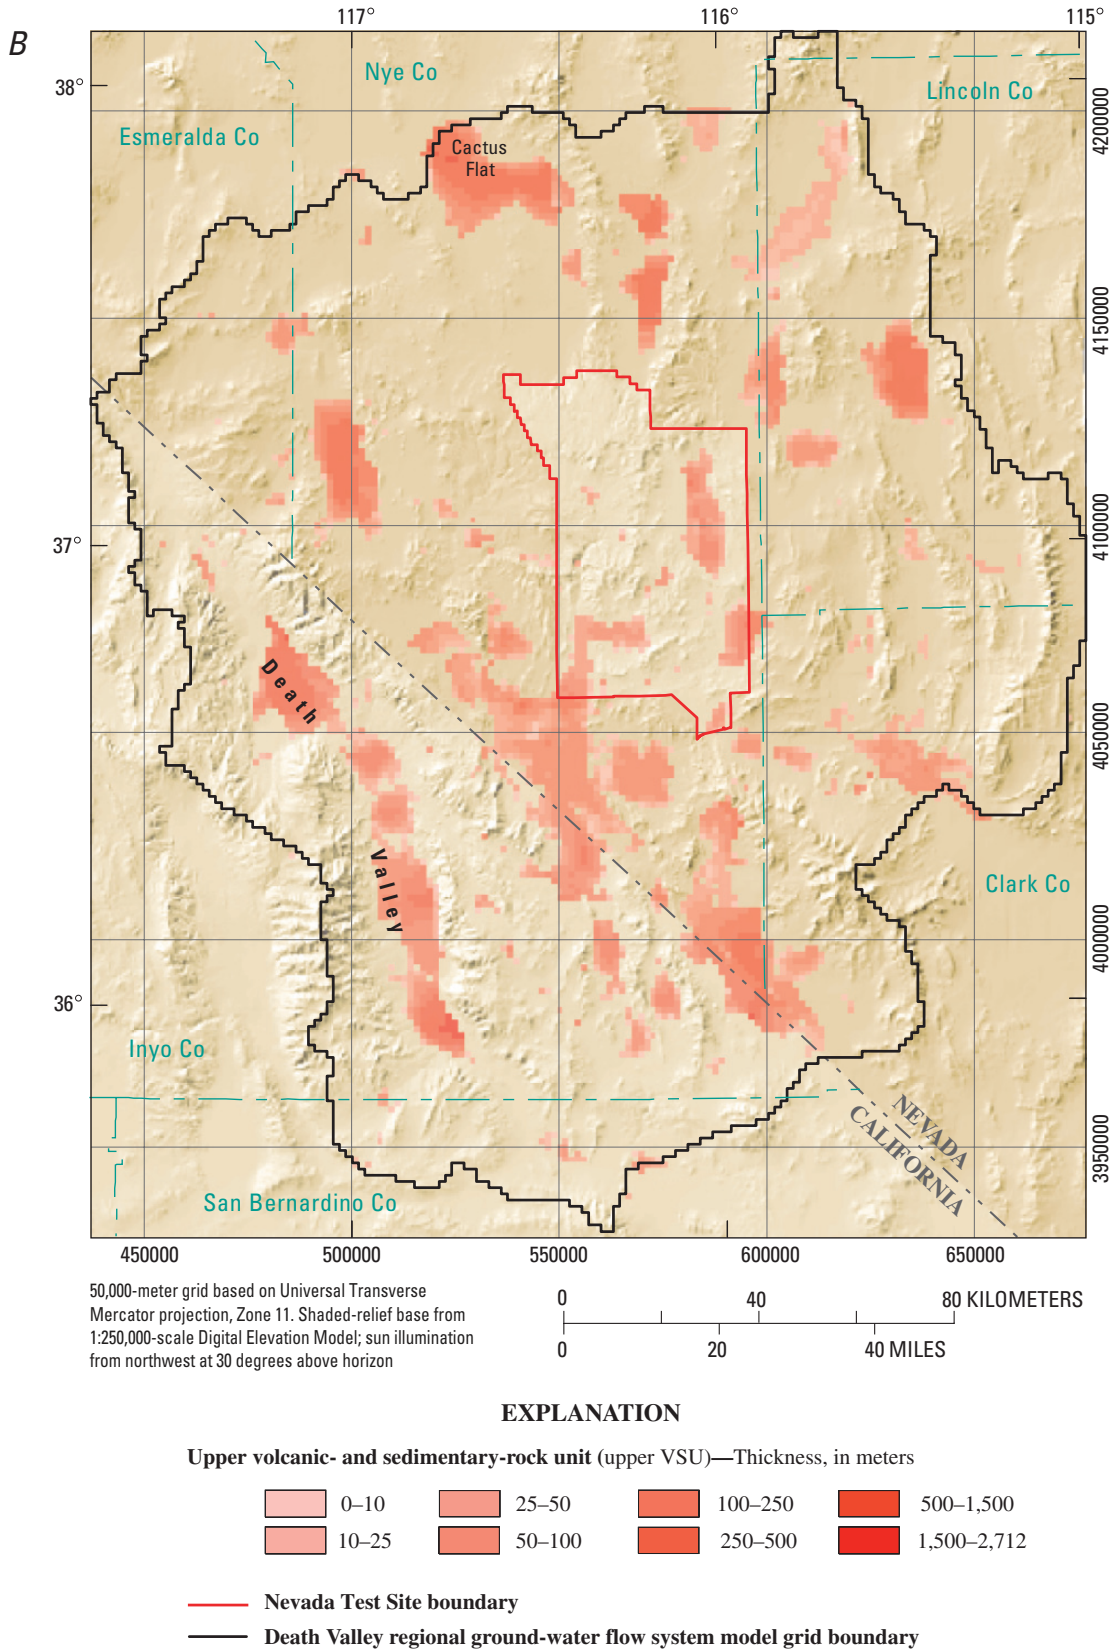 B
117°
116°
115°
38°
37°
36°
Nye Co
Lincoln Co
Esmeralda Co
Cactus
Flat
Death
Valley
Clark Co
Inyo Co
San Bernardino Co
NEVADA
CALIFORNIA
4200000
4150000
4100000
4050000
4000000
3950000
450000
500000
550000
600000
650000
50,000-meter grid based on Universal Transverse
Mercator projection, Zone 11. Shaded-relief base from
1:250,000-scale Digital Elevation Model; sun illumination
from northwest at 30 degrees above horizon
0 40 80 KILOMETERS
0 20 40 MILES
EXPLANATION
Upper volcanic- and sedimentary-rock unit (upper VSU)—Thickness, in meters
0–10 25–50 100–250 500–1,500
10–25 50–100 250–500 1,500–2,712
Nevada Test Site boundary
Death Valley regional ground-water flow system model grid boundary